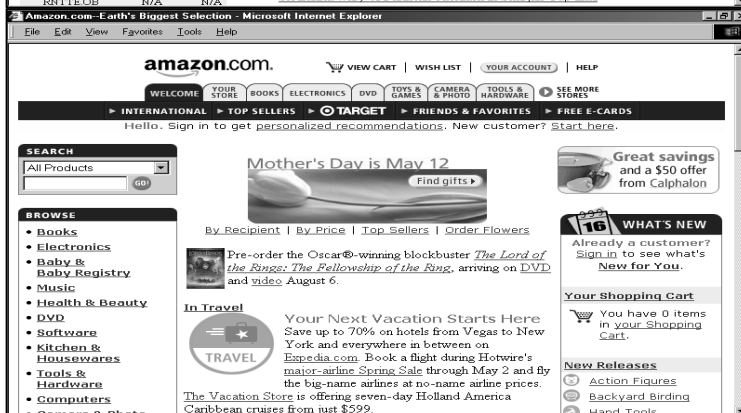 RNTTE.OB N/A N/A
Amazon.com--Earth's Biggest Selection - Microsoft Internet Explorer
File Edit View Favorites Tools Help
amazon.com.
VIEW CART | WISH LIST | YOUR ACCOUNT | HELP
WELCOME YOUR STORE BOOKS ELECTRONICS DVD TOYS & GAMES CAMERA & PHOTO TOOLS & HARDWARE SEE MORE STORES
INTERNATIONAL TOP SELLERS TARGET FRIENDS & FAVORITES FREE E-CARDS
Hello. Sign in to get personalized recommendations. New customer? Start here.
SEARCH
All Products
GO!
BROWSE
• Books
• Electronics
• Baby &
Baby Registry
• Music
• Health & Beauty
• DVD
• Software
• Kitchen &
Housewares
• Tools &
Hardware
• Computers
• Camera & Photo
Mother's Day is May 12
Find gifts
By Recipient | By Price | Top Sellers | Order Flowers
Pre-order the Oscar®-winning blockbuster The Lord of
the Rings: The Fellowship of the Ring, arriving on DVD
and video August 6.
In Travel
TRAVEL
Your Next Vacation Starts Here
Save up to 70% on hotels from Vegas to New
York and everywhere in between on
Expedia.com. Book a flight during Hotwire's
major-airline Spring Sale through May 2 and fly
the big-name airlines at no-name airline prices.
The Vacation Store is offering seven-day Holland America
Caribbean cruises from just $599.
Great savings
and a $50 offer
from Calphalon
16 WHAT'S NEW
Already a customer?
Sign in to see what's
New for You.
Your Shopping Cart
You have 0 items
in your Shopping
Cart.
New Releases
Action Figures
Backyard Birding
Hand Tools